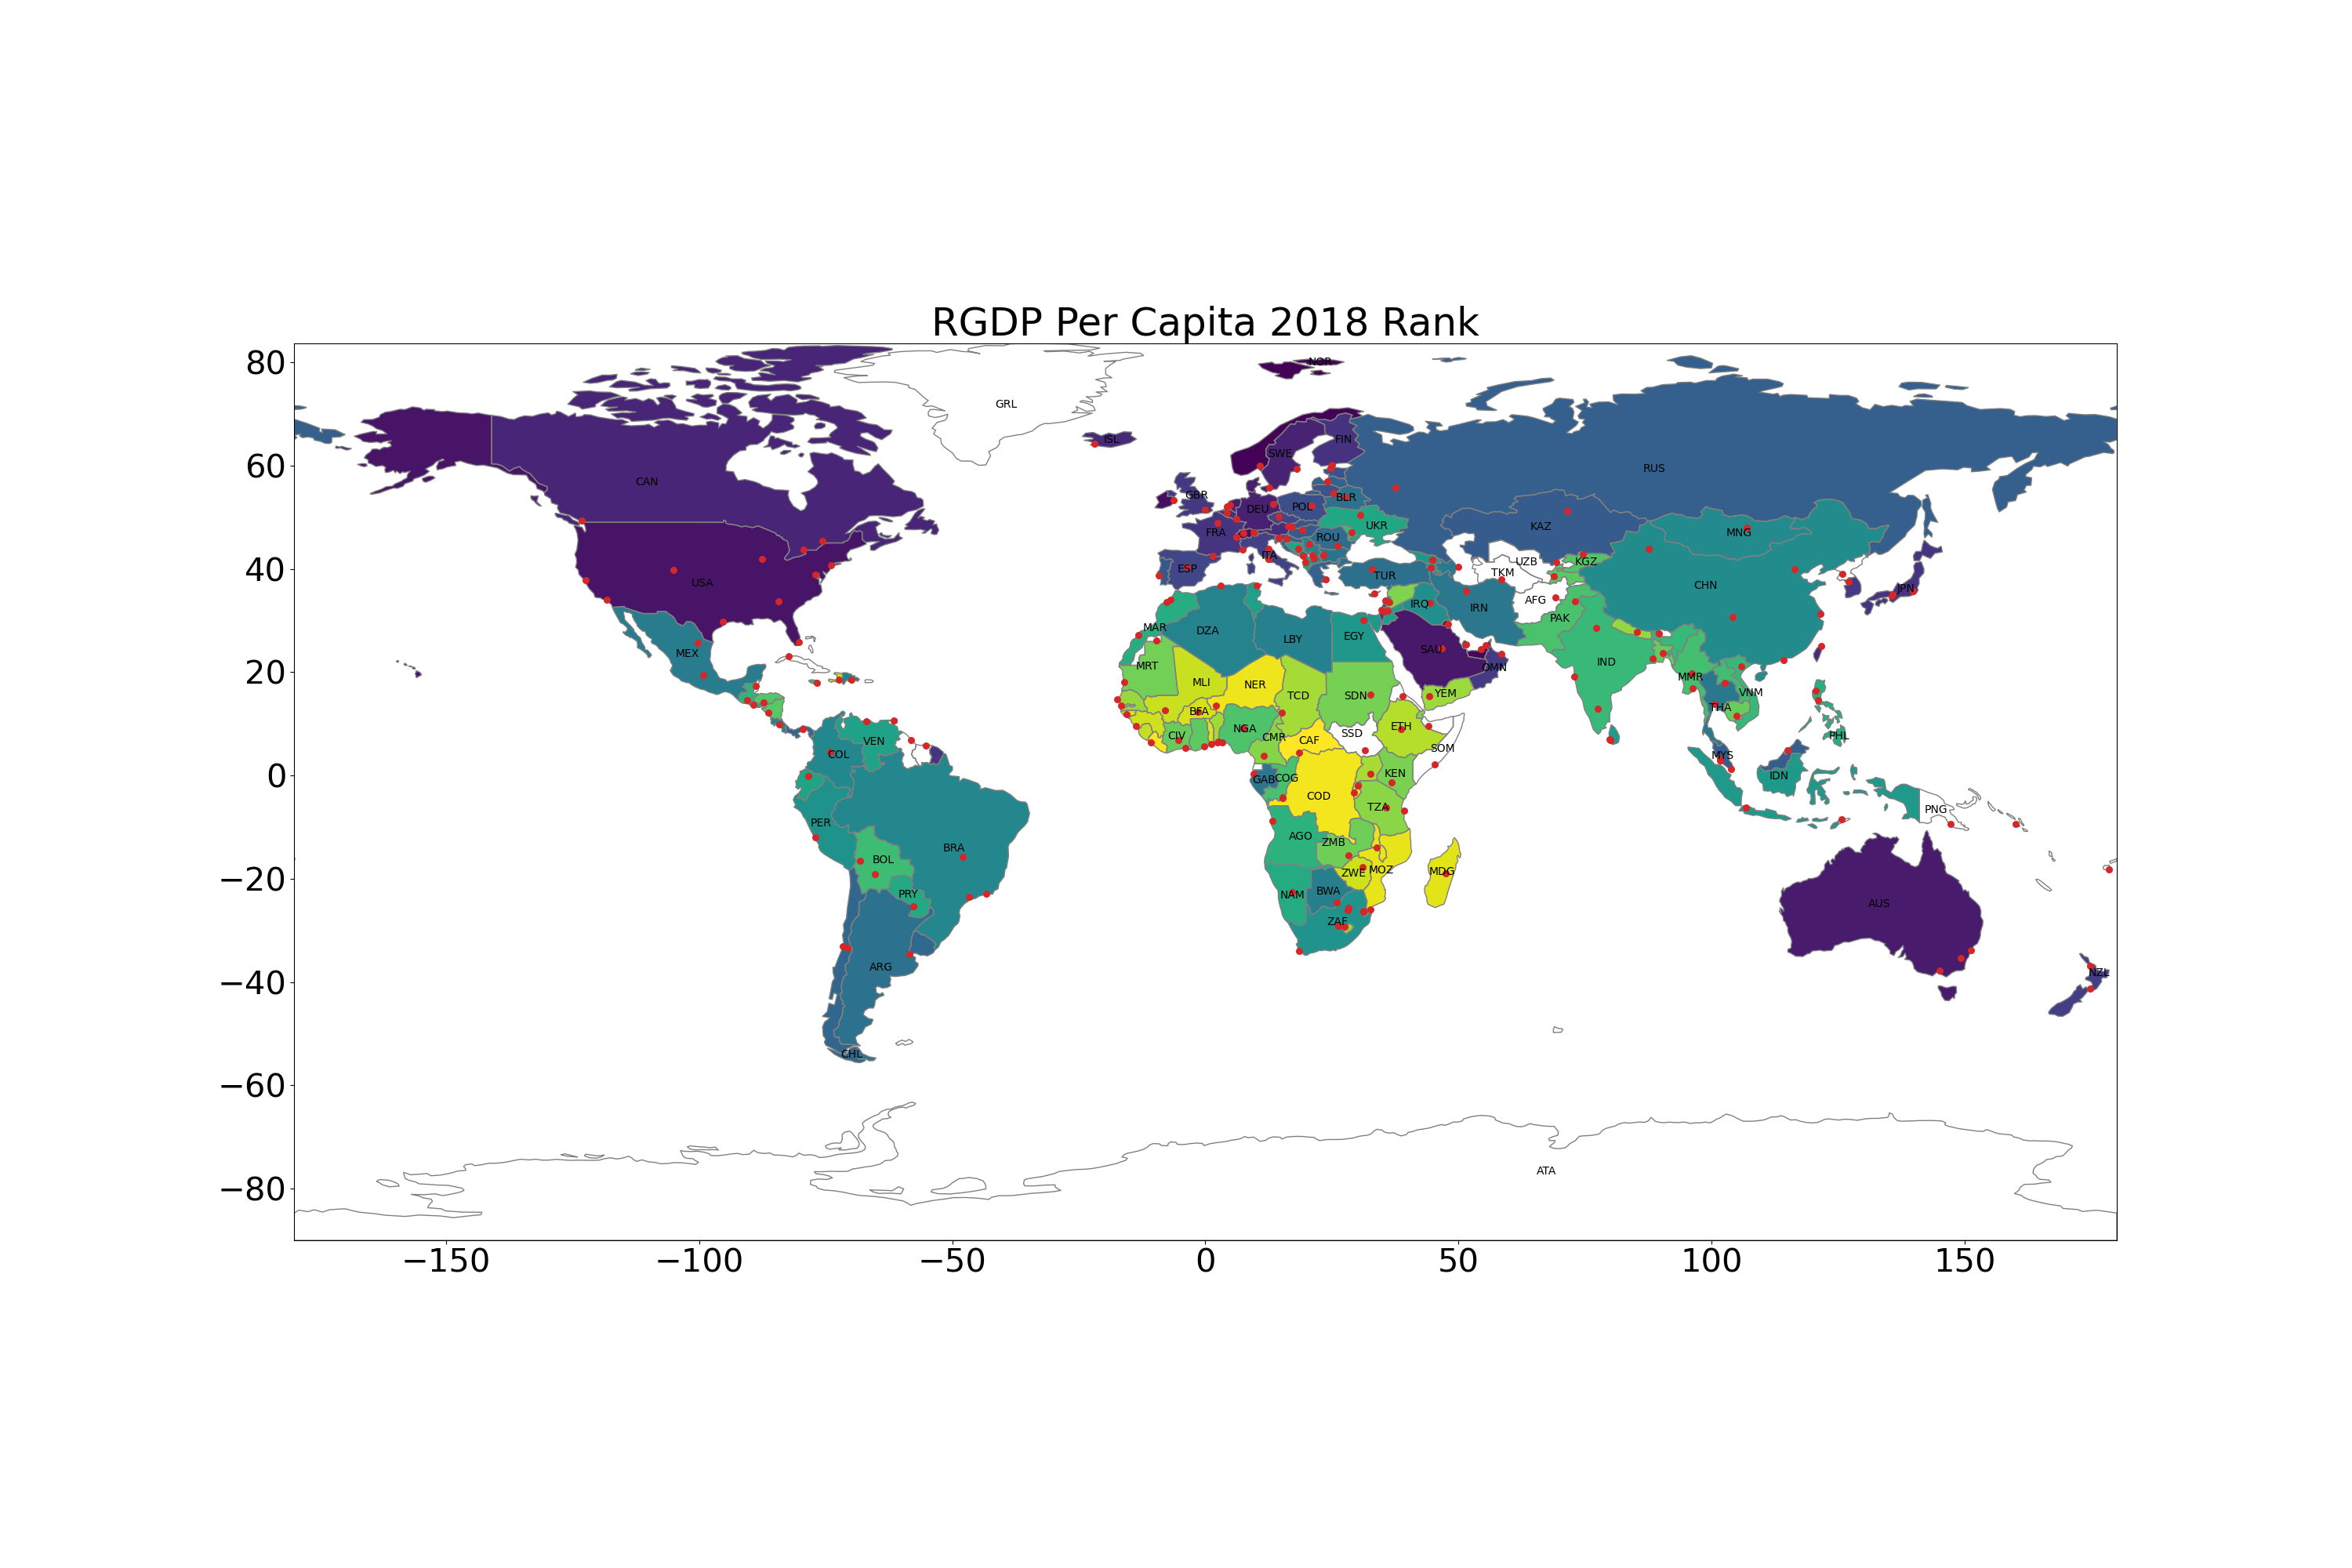 RGDP Per Capita 2018 Rank
80
60
40
20
0
−20
−40
−60
−80
−150
−100
−50
0
50
100
150
NOR
GRL
ISL
FIN
SWE
RUS
CAN
GBR
BLR
POL
DEU
KAZ
UKR
FRA
ROU
MNG
ITA
UZB
KGZ
ESP
TUR
TKM
USA
CHN
JPN
IRQ
IRN
AFG
PAK
MAR
DZA
LBY
EGY
SAU
OMN
MEX
IND
MRT
MLI
NER
TCD
SDN
YEM
MMR
VNM
THA
BFA
NGA
CIV
CMR
CAF
SSD
ETH
SOM
PHL
VEN
COL
MYS
IDN
GAB
COG
KEN
COD
TZA
PNG
PER
BRA
AGO
ZMB
BOL
ZWE
MOZ
MDG
PRY
NAM
BWA
ZAF
AUS
ARG
NZL
CHL
ATA